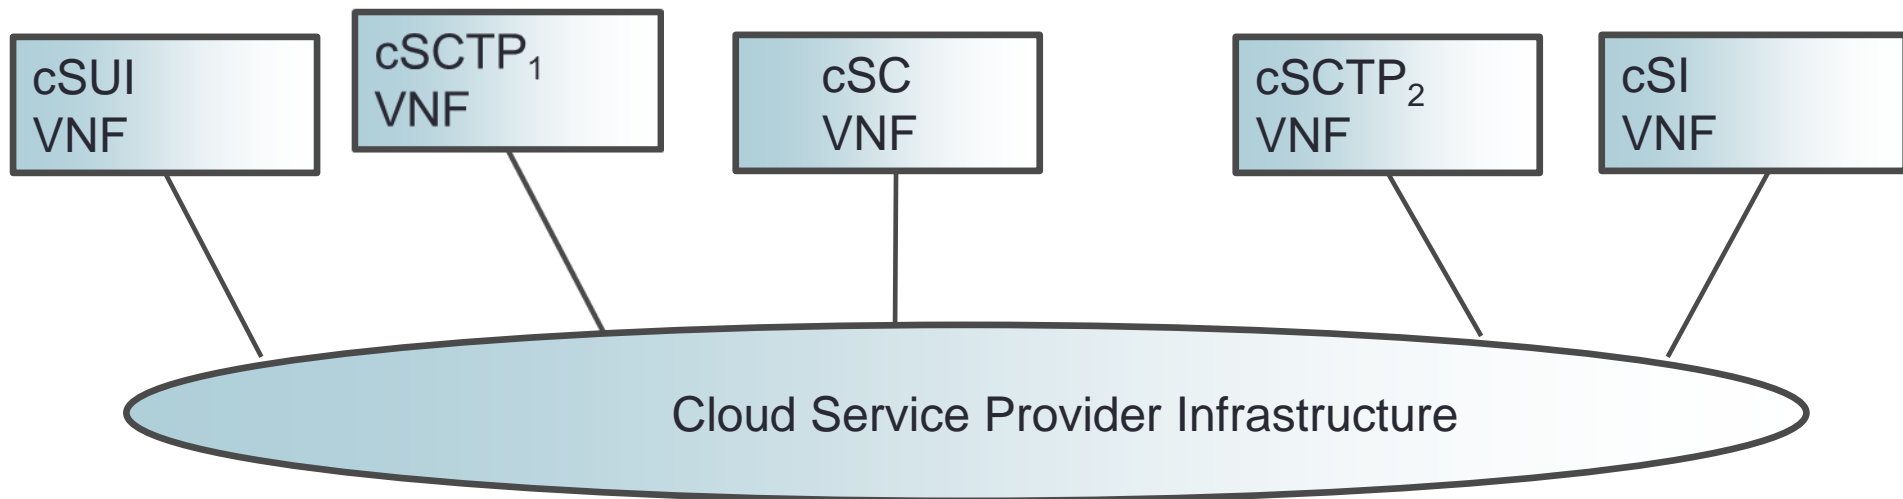 cSUI
VNF
cSCTP₁
VNF
cSC
VNF
cSCTP₂
VNF
cSI
VNF
Cloud Service Provider Infrastructure